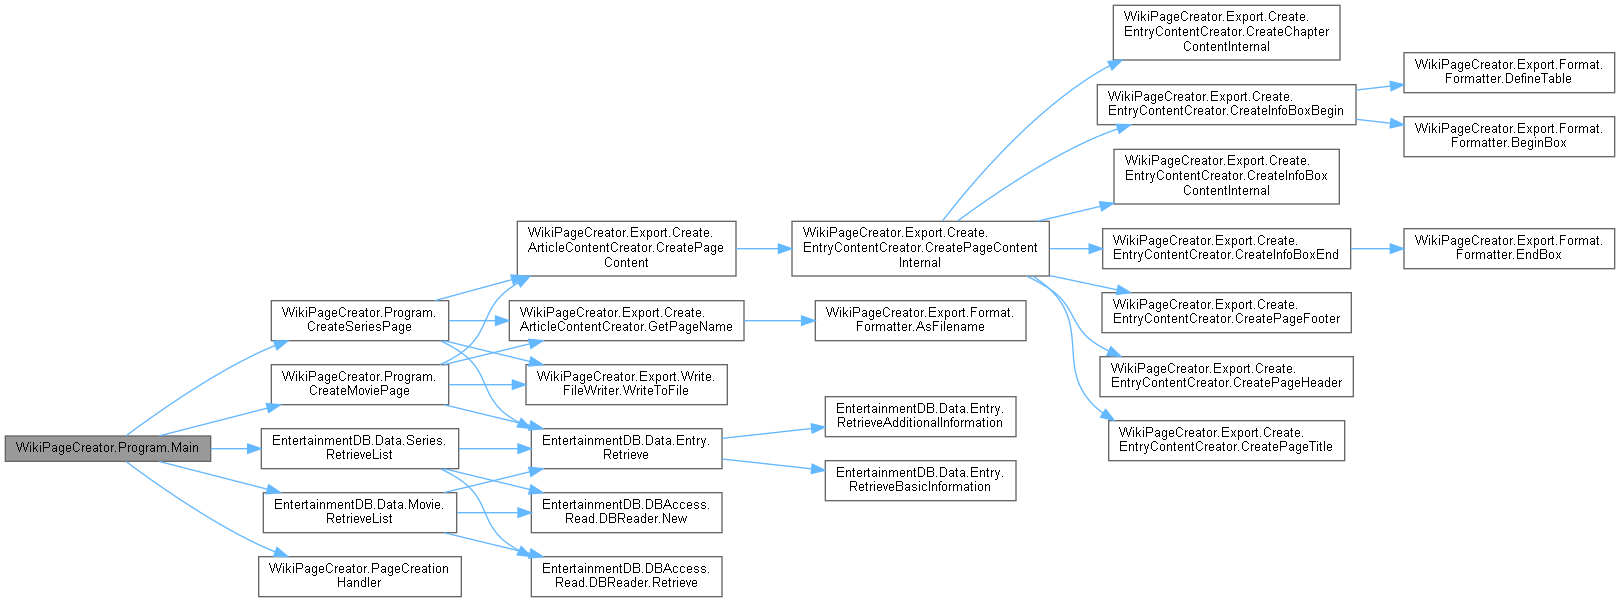 WikiPageCreator.Program.Main
WikiPageCreator.Program.
CreateSeriesPage
WikiPageCreator.Program.
CreateMoviePage
EntertainmentDB.Data.Series.
RetrieveList
EntertainmentDB.Data.Movie.
RetrieveList
WikiPageCreator.PageCreation
Handler
WikiPageCreator.Export.Create.
ArticleContentCreator.CreatePage
Content
WikiPageCreator.Export.Create.
ArticleContentCreator.GetPageName
WikiPageCreator.Export.Write.
FileWriter.WriteToFile
EntertainmentDB.Data.Entry.
Retrieve
EntertainmentDB.DBAccess.
Read.DBReader.New
EntertainmentDB.DBAccess.
Read.DBReader.Retrieve
WikiPageCreator.Export.Create.
EntryContentCreator.CreatePageContent
Internal
WikiPageCreator.Export.Format.
Formatter.AsFilename
EntertainmentDB.Data.Entry.
RetrieveAdditionalInformation
EntertainmentDB.Data.Entry.
RetrieveBasicInformation
WikiPageCreator.Export.Create.
EntryContentCreator.CreateChapter
ContentInternal
WikiPageCreator.Export.Create.
EntryContentCreator.CreateInfoBoxBegin
WikiPageCreator.Export.Create.
EntryContentCreator.CreateInfoBox
ContentInternal
WikiPageCreator.Export.Create.
EntryContentCreator.CreateInfoBoxEnd
WikiPageCreator.Export.Create.
EntryContentCreator.CreatePageFooter
WikiPageCreator.Export.Create.
EntryContentCreator.CreatePageHeader
WikiPageCreator.Export.Create.
EntryContentCreator.CreatePageTitle
WikiPageCreator.Export.Format.
Formatter.DefineTable
WikiPageCreator.Export.Format.
Formatter.BeginBox
WikiPageCreator.Export.Format.
Formatter.EndBox